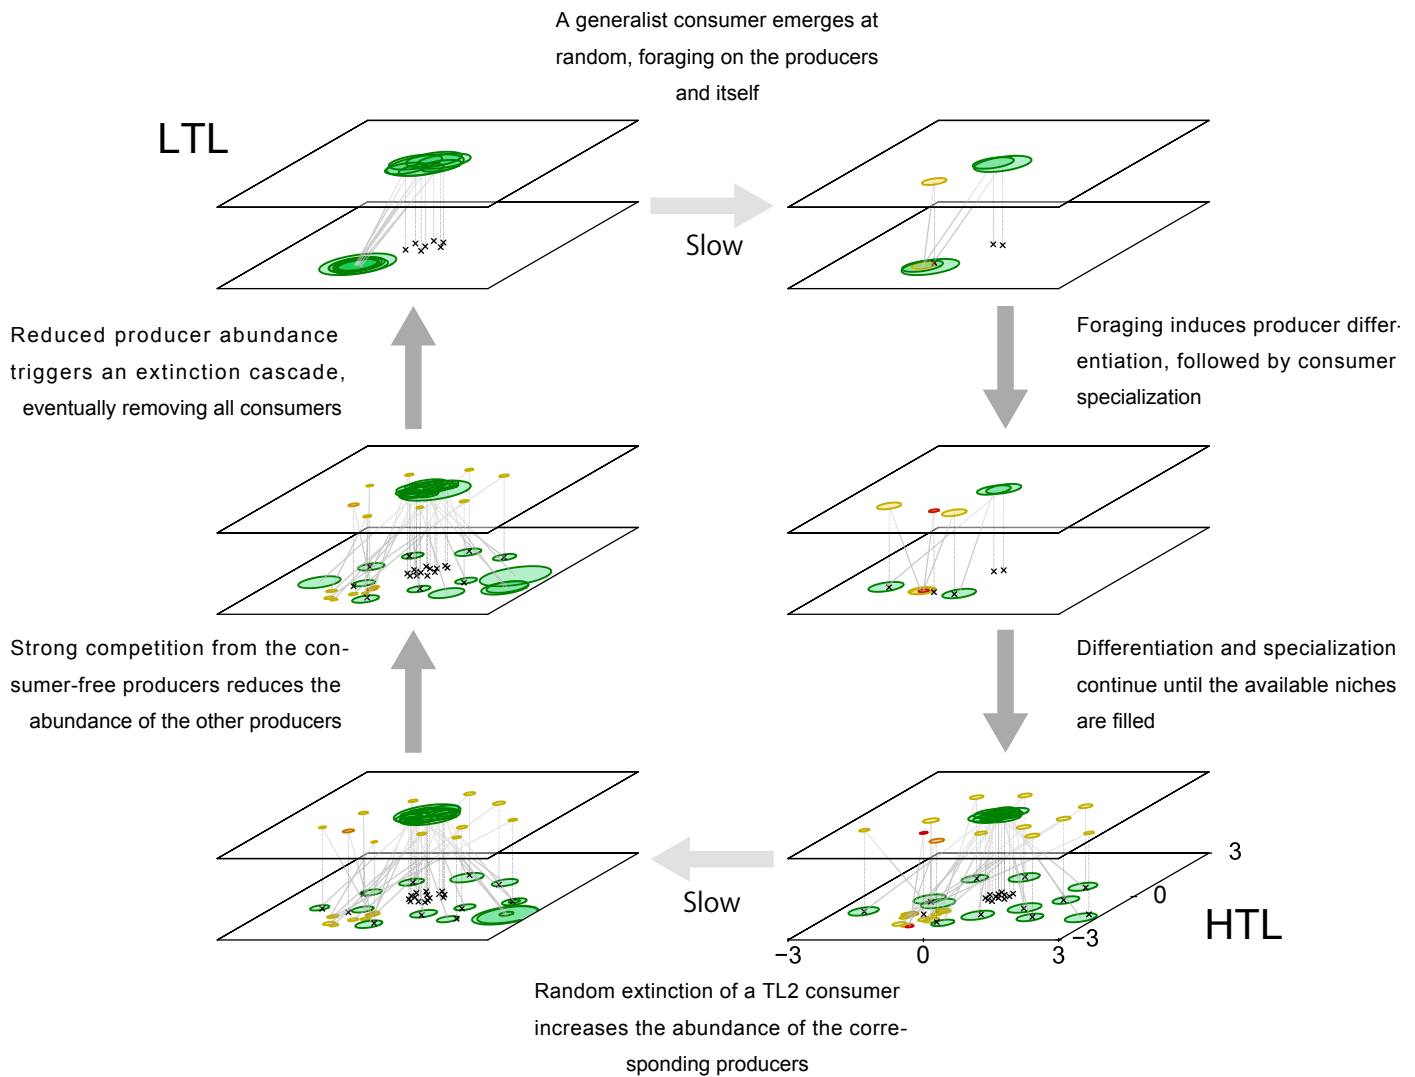 A generalist consumer emerges at
random, foraging on the producers
and itself
LTL
Slow
Reduced producer abundance
triggers an extinction cascade,
eventually removing all consumers
Foraging induces producer differ-
entiation, followed by consumer
specialization
Strong competition from the con-
sumer-free producers reduces the
abundance of the other producers
Differentiation and specialization
continue until the available niches
are filled
3
0
−3
HTL
−3 0 3
Slow
Random extinction of a TL2 consumer
increases the abundance of the corre-
sponding producers